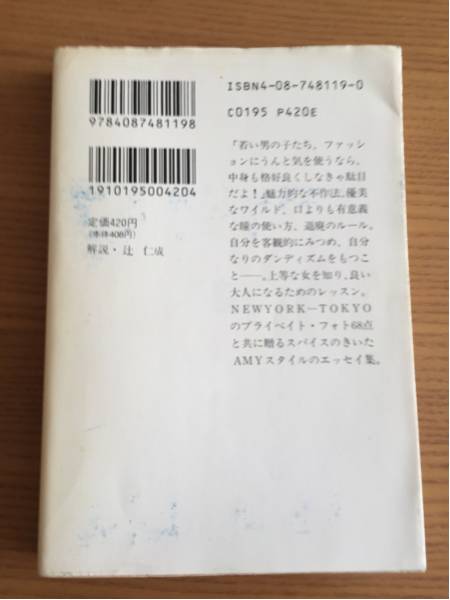 ISBN4-08-748119-0
C0195 P420E
9784087481198
1910195004204
定価420円
(本体408円)
解説・辻 仁成
「若い男の子たち、ファッシ
ョンにうんと気を使うなら、
中身も格好良くしなきゃ駄目
だよ!」魅力的な不作法、優美
なワイルド、口よりも有意義
な瞳の使い方、退廃のルール。
自分を客観的にみつめ、自分
なりのダンディズムをもつこ
と――。上等な女を知り、良い
大人になるためのレッスン。
NEWYORK―TOKYO
のプライベイト・フォト68点
と共に贈るスパイスのきいた
AMYスタイルのエッセイ集。